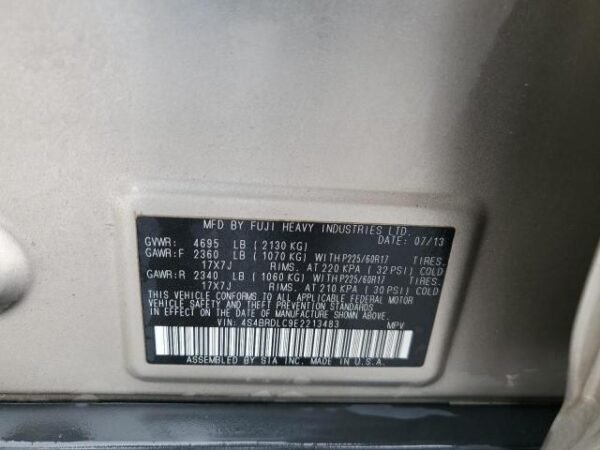 MFD BY FUJI HEAVY INDUSTRIES LTD.
DATE: 07/13
GVWR: 4695 LB (2130 KG)
GAWR:F 2360 LB (1070 KG) WITH P225/60R17 TIRES.
17X7J RIMS. AT 220 KPA (32 PSI) COLD
GAWR:R 2340 LB (1060 KG) WITH P225/60R17 TIRES.
17X7J RIMS. AT 210 KPA (30 PSI) COLD
THIS VEHICLE CONFORMS TO ALL APPLICABLE FEDERAL MOTOR
VEHICLE SAFETY AND THEFT PREVENTION STANDARDS
IN EFFECT ON THE DATE OF MANUFACTURE SHOWN ABOVE.
VIN: 4S4BRDLC9E2213483 MPV
ASSEMBLED BY SIA INC. MADE IN U.S.A.